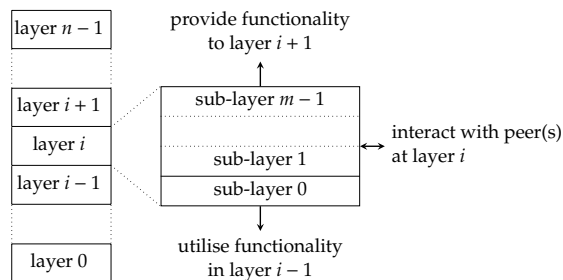 layer n − 1
provide functionality
to layer i + 1
layer i + 1
layer i
layer i − 1
layer 0
sub-layer m − 1
sub-layer 1
sub-layer 0
interact with peer(s)
at layer i
utilise functionality
in layer i − 1